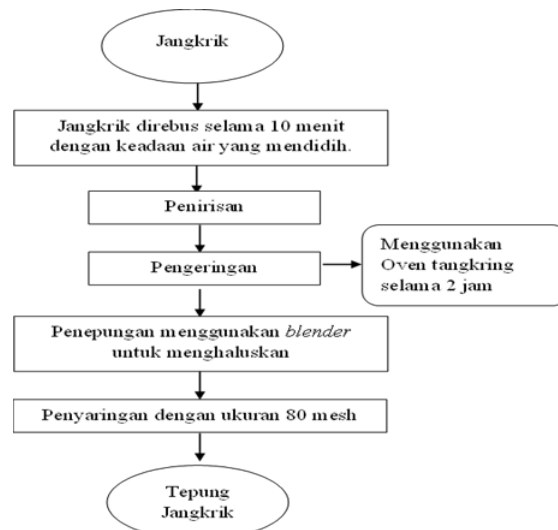 Jangkrik
Jangkrik direbus selama 10 menit
dengan keadaan air yang mendidih.
Penirisan
Pengeringan
Menggunakan
Oven tangkring
selama 2 jam
Penepungan menggunakan blender
untuk menghaluskan
Penyaringan dengan ukuran 80 mesh
Tepung
Jangkrik